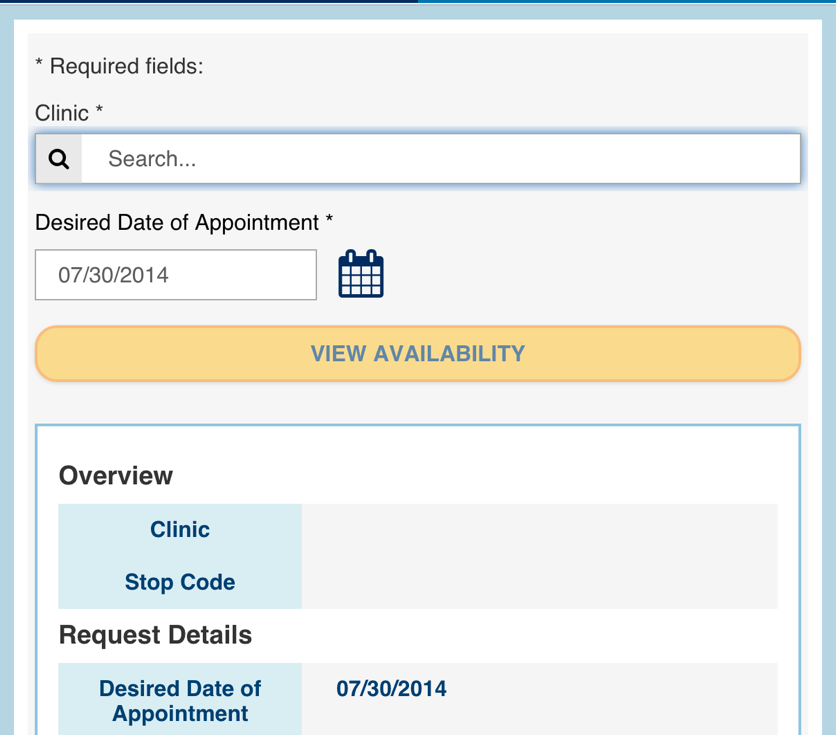 * Required fields:
Clinic *
Search...
Desired Date of Appointment *
07/30/2014
VIEW AVAILABILITY
Overview
Clinic
Stop Code
Request Details
Desired Date of
Appointment
07/30/2014